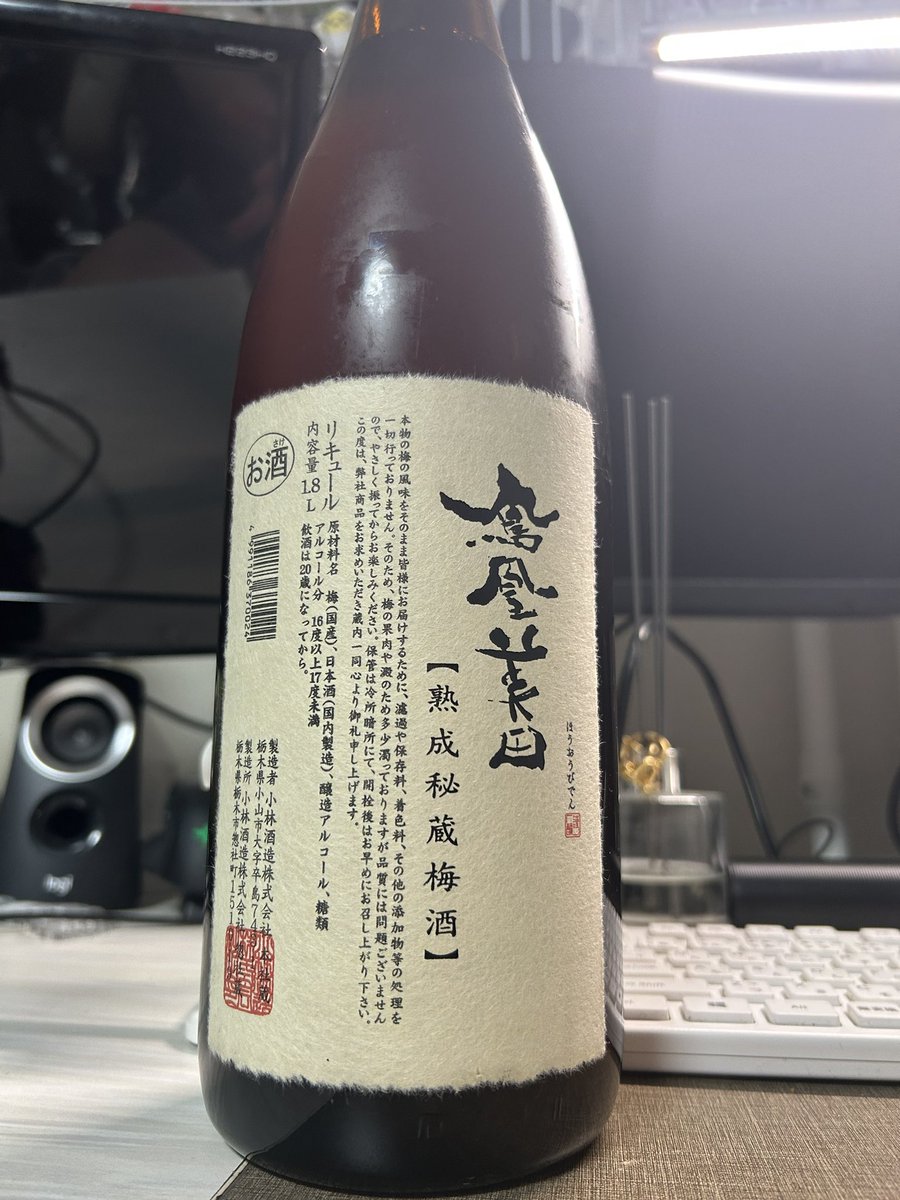 鳳凰美田
ほうおうびでん
【熟成秘蔵梅酒】
本物の梅の風味をそのまま皆様にお届けするために、濾過や保存料、着色料、その他の添加物等の処理を
一切行っておりません。そのため、梅の果肉や澱のため多少濁っておりますが品質には問題ございません
ので、やさしく振ってからお楽しみください。保管は冷所暗所にて、開栓後はお早めにお召し上がり下さい。
この度は、弊社商品をお求めいただき蔵内一同心より御礼申し上げます。
原材料名 梅(国産)、日本酒(国内製造)、醸造アルコール、糖類
リキュール
アルコール分 16度以上17度未満
内容量 1.8L
飲酒は20歳になってから。
お酒
さけ
製造者 小林酒造株式会社
栃木県小山市大字卒島74
製造所 小林酒造株式会社
栃木県栃木市惣社町151
logi